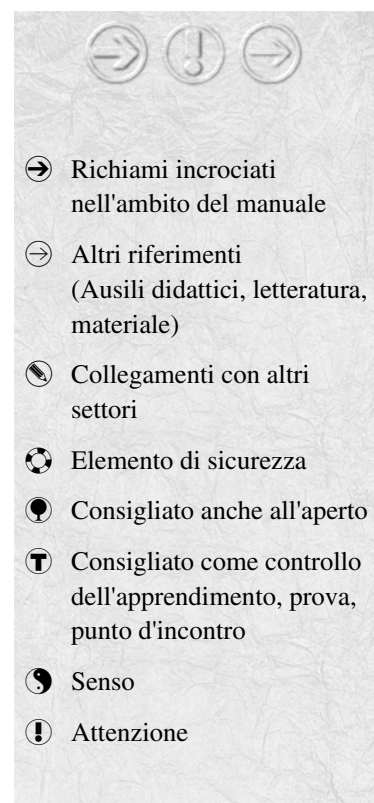 Richiami incrociati
nell'ambito del manuale
Altri riferimenti
(Ausili didattici, letteratura,
materiale)
Collegamenti con altri
settori
Elemento di sicurezza
Consigliato anche all'aperto
T Consigliato come controllo
dell'apprendimento, prova,
punto d'incontro
Senso
! Attenzione